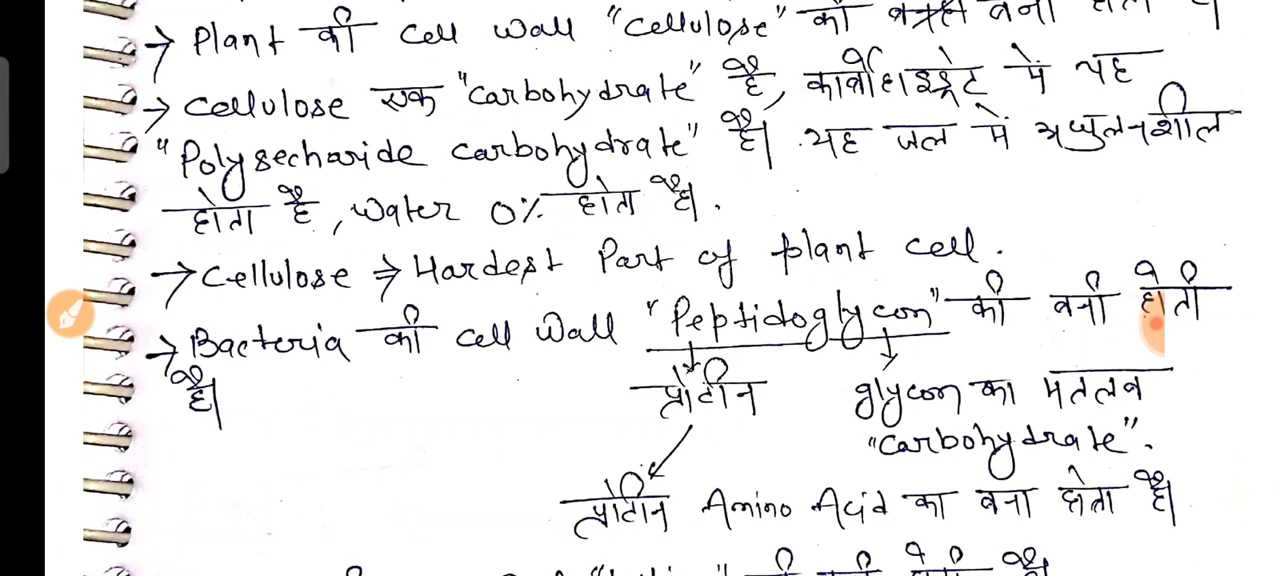 → Plant की cell wall "cellulose" की बनी
→ Cellulose एक "carbohydrate" है, कार्बोहाइड्रेट में यह
"Polysecharide carbohydrate" है। यह जल में अघुलनशील
होता है, water 0% होता है।
→ Cellulose ⇒ Hardest Part of plant cell.
→ Bacteria की cell wall "Peptidoglycon" की बनी होती
है।
प्रोटीन glycon का मतलब
"carbohydrate".
प्रोटीन Amino Acid का बना होता है।